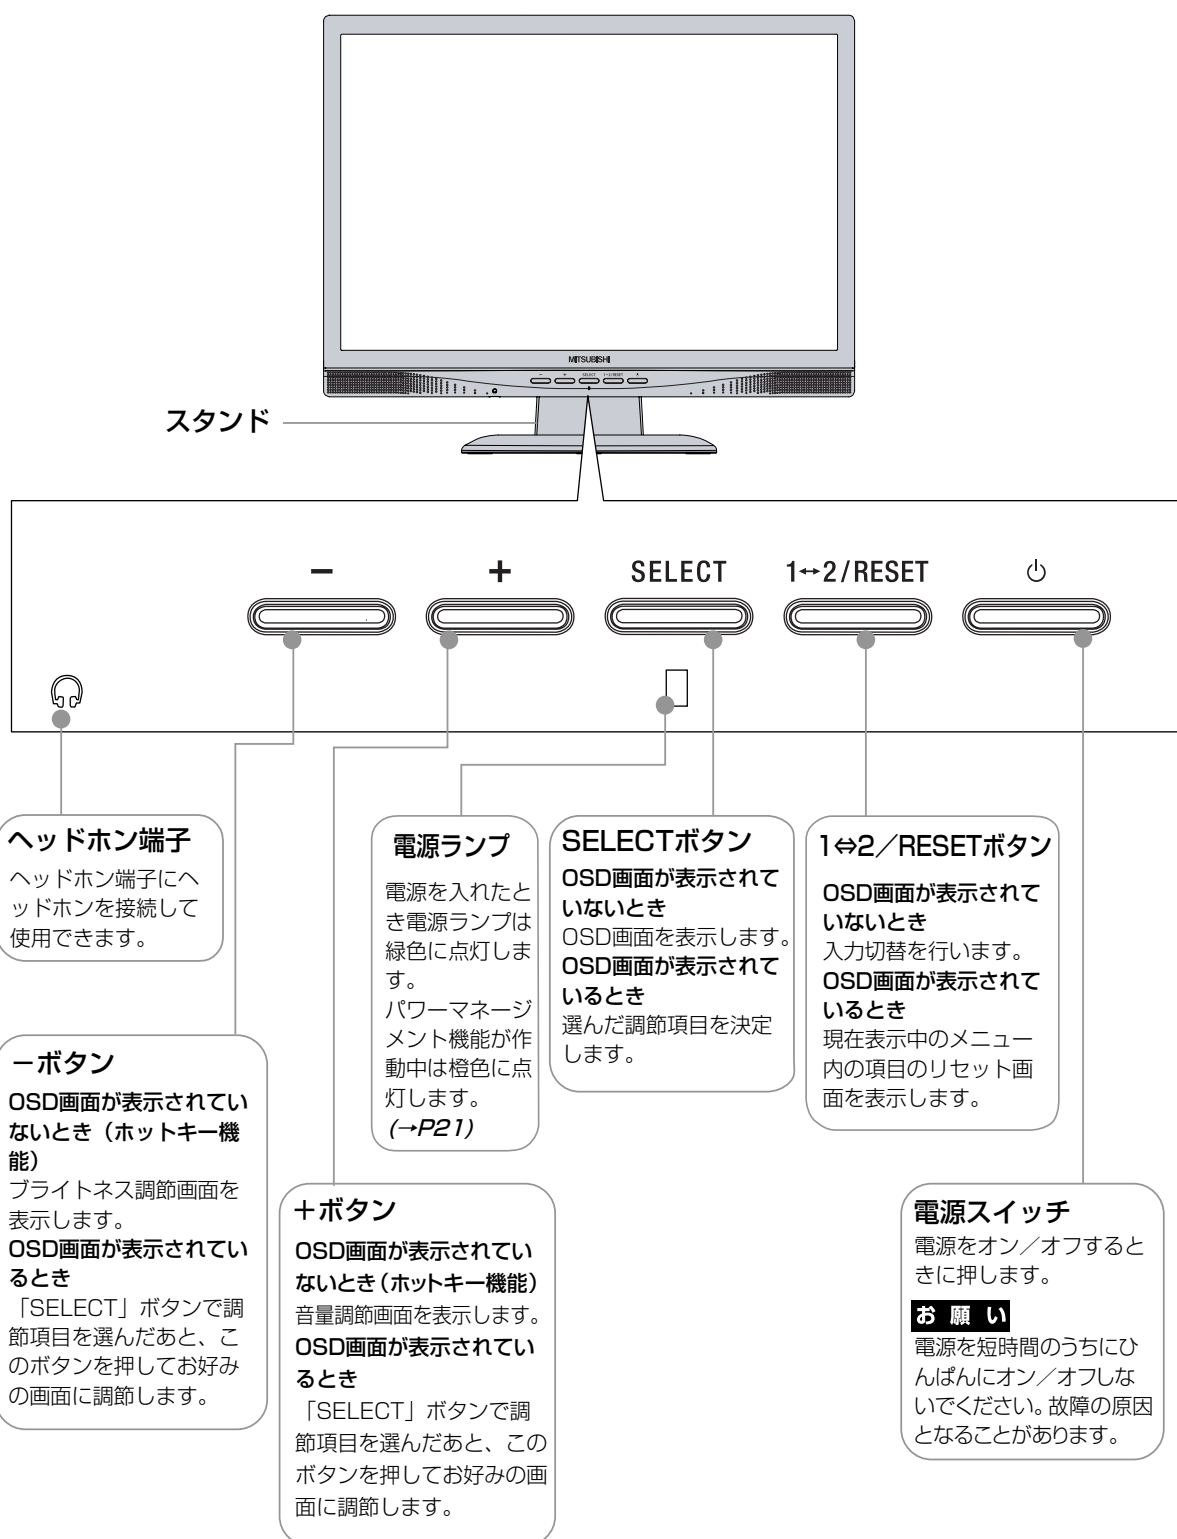 MITSUBISHI
− + SELECT 1↔2/RESET
スタンド
− + SELECT 1↔2/RESET ⏻
ヘッドホン端子
ヘッドホン端子にヘ
ッドホンを接続して
使用できます。
電源ランプ
電源を入れたと
き電源ランプは
緑色に点灯しま
す。
パワーマネージ
メント機能が作
動中は橙色に点
灯します。
(→P21)
SELECTボタン
OSD画面が表示されて
いないとき
OSD画面を表示します。
OSD画面が表示されて
いるとき
選んだ調節項目を決定
します。
1⇔2／RESETボタン
OSD画面が表示されて
いないとき
入力切替を行います。
OSD画面が表示されて
いるとき
現在表示中のメニュー
内の項目のリセット画
面を表示します。
－ボタン
OSD画面が表示されてい
ないとき（ホットキー機
能）
ブライトネス調節画面を
表示します。
OSD画面が表示されてい
るとき
「SELECT」ボタンで調
節項目を選んだあと、こ
のボタンを押してお好み
の画面に調節します。
＋ボタン
OSD画面が表示されてい
ないとき（ホットキー機能）
音量調節画面を表示します。
OSD画面が表示されてい
るとき
「SELECT」ボタンで調
節項目を選んだあと、この
ボタンを押してお好みの画
面に調節します。
電源スイッチ
電源をオン／オフすると
きに押します。
お 願 い
電源を短時間のうちにひ
んぱんにオン／オフしな
いでください。故障の原因
となることがあります。